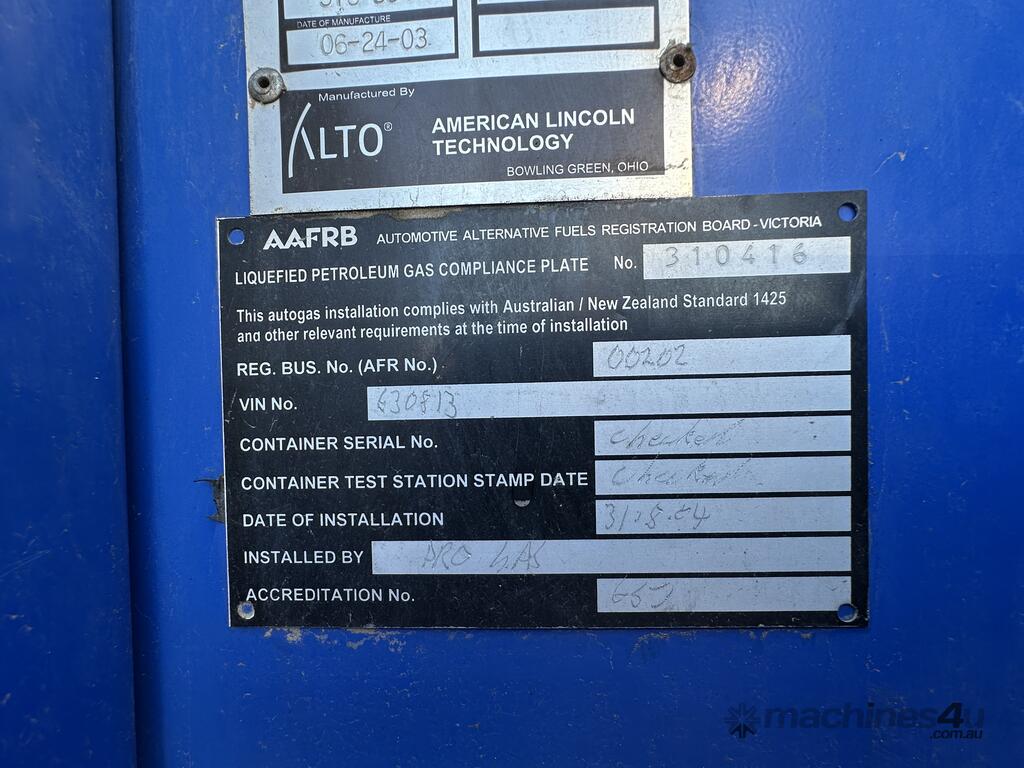 DATE OF MANUFACTURE
06-24-03
Manufactured By
ALTO® AMERICAN LINCOLN TECHNOLOGY
BOWLING GREEN, OHIO
AAFRB AUTOMOTIVE ALTERNATIVE FUELS REGISTRATION BOARD - VICTORIA
LIQUEFIED PETROLEUM GAS COMPLIANCE PLATE No. 310416
This autogas installation complies with Australian / New Zealand Standard 1425
and other relevant requirements at the time of installation
REG. BUS. No. (AFR No.) 00202
VIN No. 630813
CONTAINER SERIAL No. checked
CONTAINER TEST STATION STAMP DATE
DATE OF INSTALLATION 31.8.04
INSTALLED BY ARO GAS
ACCREDITATION No.
machines4u
.com.au